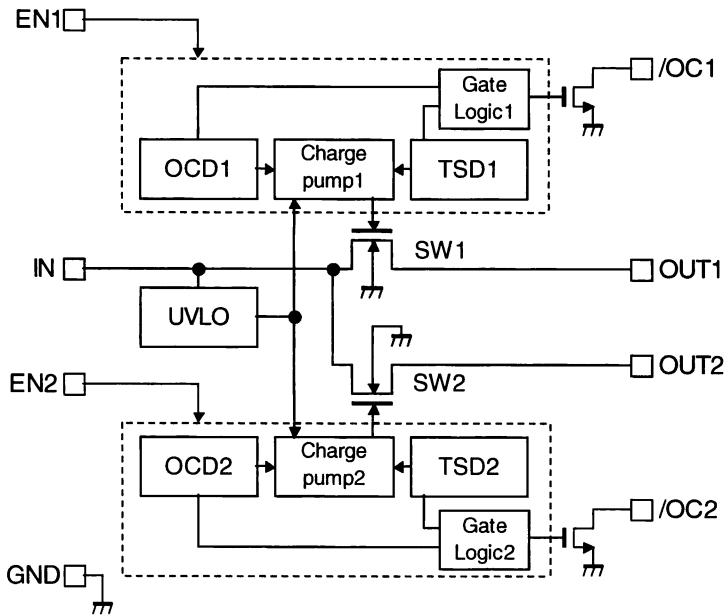 EN1
/OC1
Gate
Logic1
OCD1
Charge
pump1
TSD1
IN
SW1
OUT1
UVLO
OUT2
EN2
SW2
OCD2
Charge
pump2
TSD2
/OC2
Gate
Logic2
GND